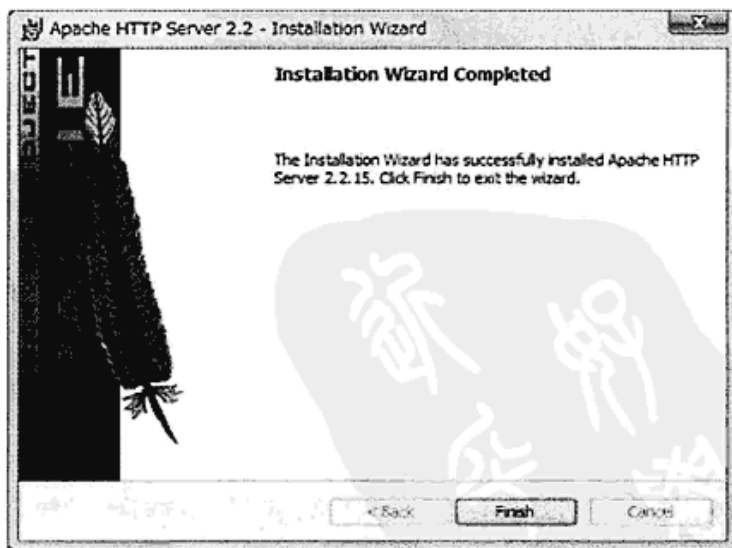 Apache HTTP Server 2.2 - Installation Wizard
Installation Wizard Completed
The Installation Wizard has successfully installed Apache HTTP
Server 2.2.15. Click Finish to exit the wizard.
< Back
Finish
Cancel